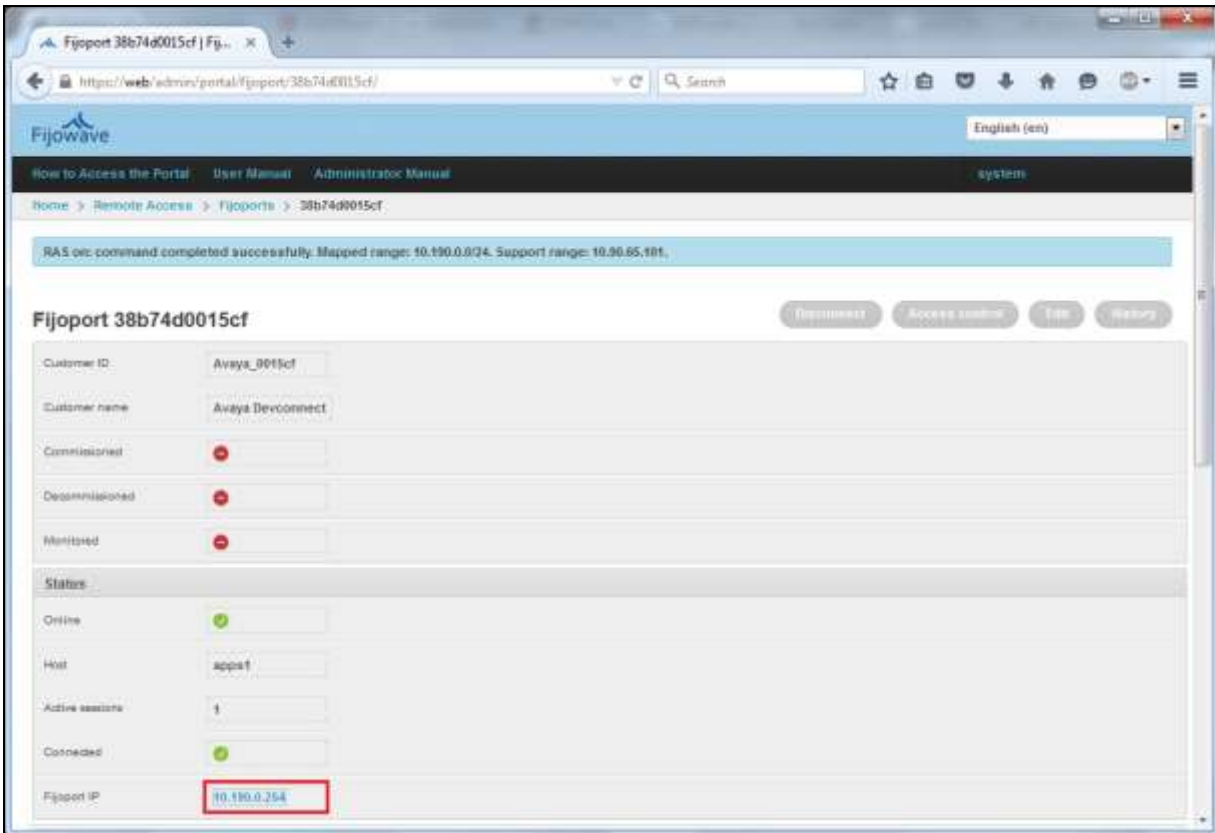 Fijoport 38b74d0015cf | Fij...
https://web/admin/portal/fijoport/38b74d0015cf/
Search
Fijowave
English (en)
How to Access the Portal User Manual Administrator Manual
system
Home > Remote Access > Fijoports > 38b74d0015cf
RAS on: command completed successfully. Mapped range: 10.190.0.0/24. Support range: 10.90.65.101.
Fijoport 38b74d0015cf
Disconnect Access control Edit History
Customer ID Avaya_0015cf
Customer name Avaya Devconnect
Commissioned
Decommissioned
Monitored
Status
Online
Host apps1
Active sessions 1
Connected
Fijoport IP 10.190.0.254